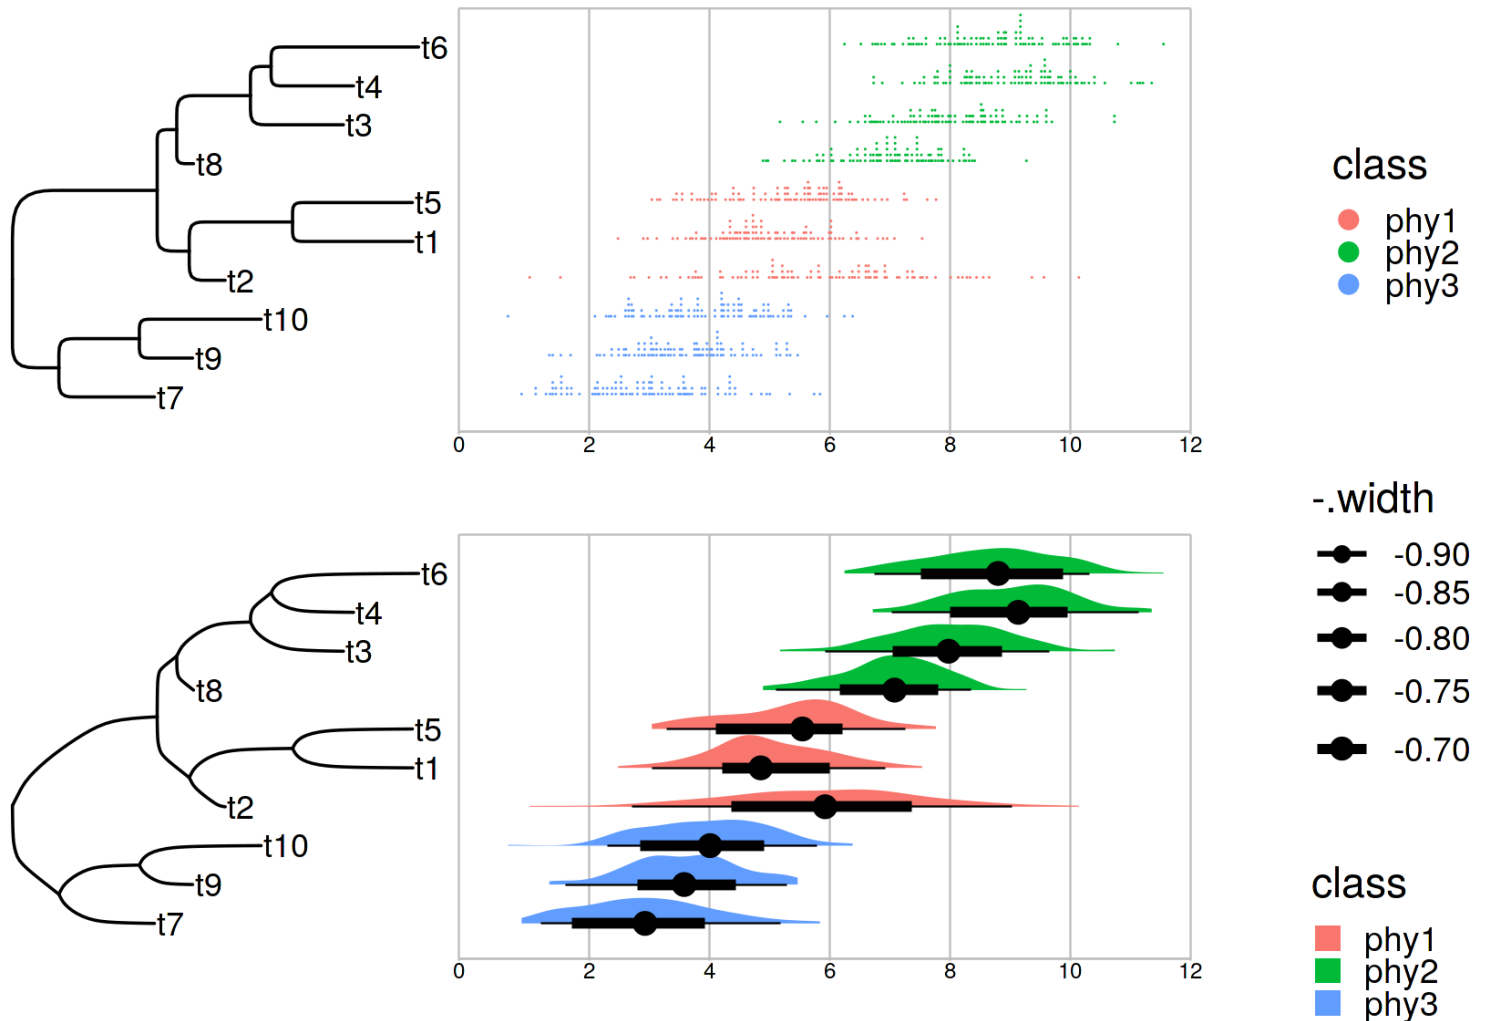 t6
t4
t3
t8
t5
t1
t2
t10
t9
t7
0 2 4 6 8 10 12
class
phy1
phy2
phy3
t6
t4
t3
t8
t5
t1
t2
t10
t9
t7
0 2 4 6 8 10 12
-.width
-0.90
-0.85
-0.80
-0.75
-0.70
class
phy1
phy2
phy3